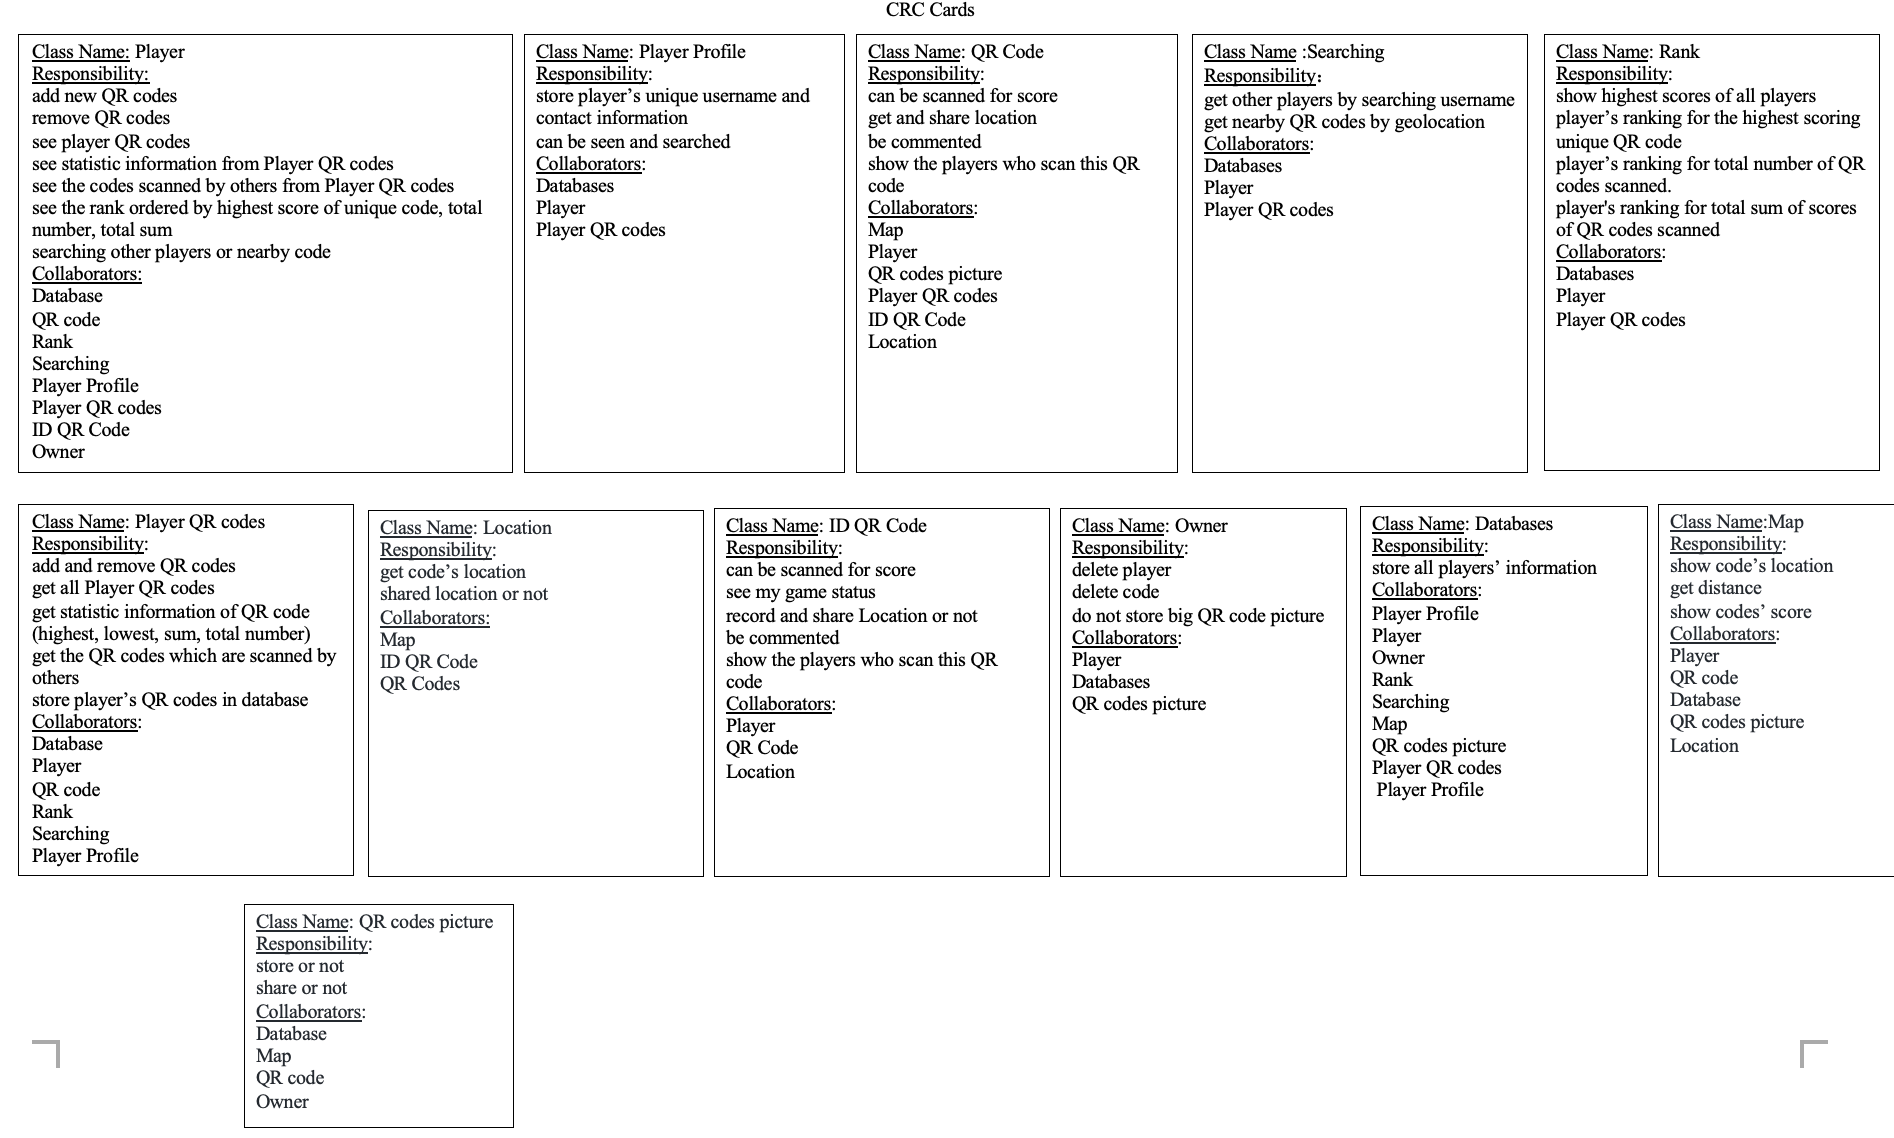 CRC Cards
Class Name: Player
Responsibility:
add new QR codes
remove QR codes
see player QR codes
see statistic information from Player QR codes
see the codes scanned by others from Player QR codes
see the rank ordered by highest score of unique code, total
number, total sum
searching other players or nearby code
Collaborators:
Database
QR code
Rank
Searching
Player Profile
Player QR codes
ID QR Code
Owner
Class Name: Player Profile
Responsibility:
store player’s unique username and
contact information
can be seen and searched
Collaborators:
Databases
Player
Player QR codes
Class Name: QR Code
Responsibility:
can be scanned for score
get and share location
be commented
show the players who scan this QR
code
Collaborators:
Map
Player
QR codes picture
Player QR codes
ID QR Code
Location
Class Name :Searching
Responsibility：
get other players by searching username
get nearby QR codes by geolocation
Collaborators:
Databases
Player
Player QR codes
Class Name: Rank
Responsibility:
show highest scores of all players
player’s ranking for the highest scoring
unique QR code
player’s ranking for total number of QR
codes scanned.
player's ranking for total sum of scores
of QR codes scanned
Collaborators:
Databases
Player
Player QR codes
Class Name: Player QR codes
Responsibility:
add and remove QR codes
get all Player QR codes
get statistic information of QR code
(highest, lowest, sum, total number)
get the QR codes which are scanned by
others
store player’s QR codes in database
Collaborators:
Database
Player
QR code
Rank
Searching
Player Profile
Class Name: Location
Responsibility:
get code’s location
shared location or not
Collaborators:
Map
ID QR Code
QR Codes
Class Name: ID QR Code
Responsibility:
can be scanned for score
see my game status
record and share Location or not
be commented
show the players who scan this QR
code
Collaborators:
Player
QR Code
Location
Class Name: Owner
Responsibility:
delete player
delete code
do not store big QR code picture
Collaborators:
Player
Databases
QR codes picture
Class Name: Databases
Responsibility:
store all players’ information
Collaborators:
Player Profile
Player
Owner
Rank
Searching
Map
QR codes picture
Player QR codes
Player Profile
Class Name:Map
Responsibility:
show code’s location
get distance
show codes’ score
Collaborators:
Player
QR code
Database
QR codes picture
Location
Class Name: QR codes picture
Responsibility:
store or not
share or not
Collaborators:
Database
Map
QR code
Owner